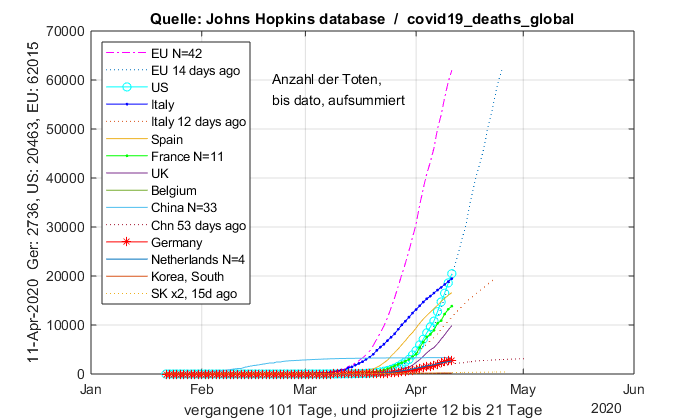 Quelle: Johns Hopkins database / covid19_deaths_global
70000
60000
50000
40000
30000
20000
10000
0
11-Apr-2020 Ger: 2736, US: 20463, EU: 62015
EU N=42
EU 14 days ago
US
Italy
Italy 12 days ago
Spain
France N=11
UK
Belgium
China N=33
Chn 53 days ago
Germany
Netherlands N=4
Korea, South
SK x2, 15d ago
Anzahl der Toten,
bis dato, aufsummiert
Jan Feb Mar Apr May Jun
vergangene 101 Tage, und projizierte 12 bis 21 Tage
2020